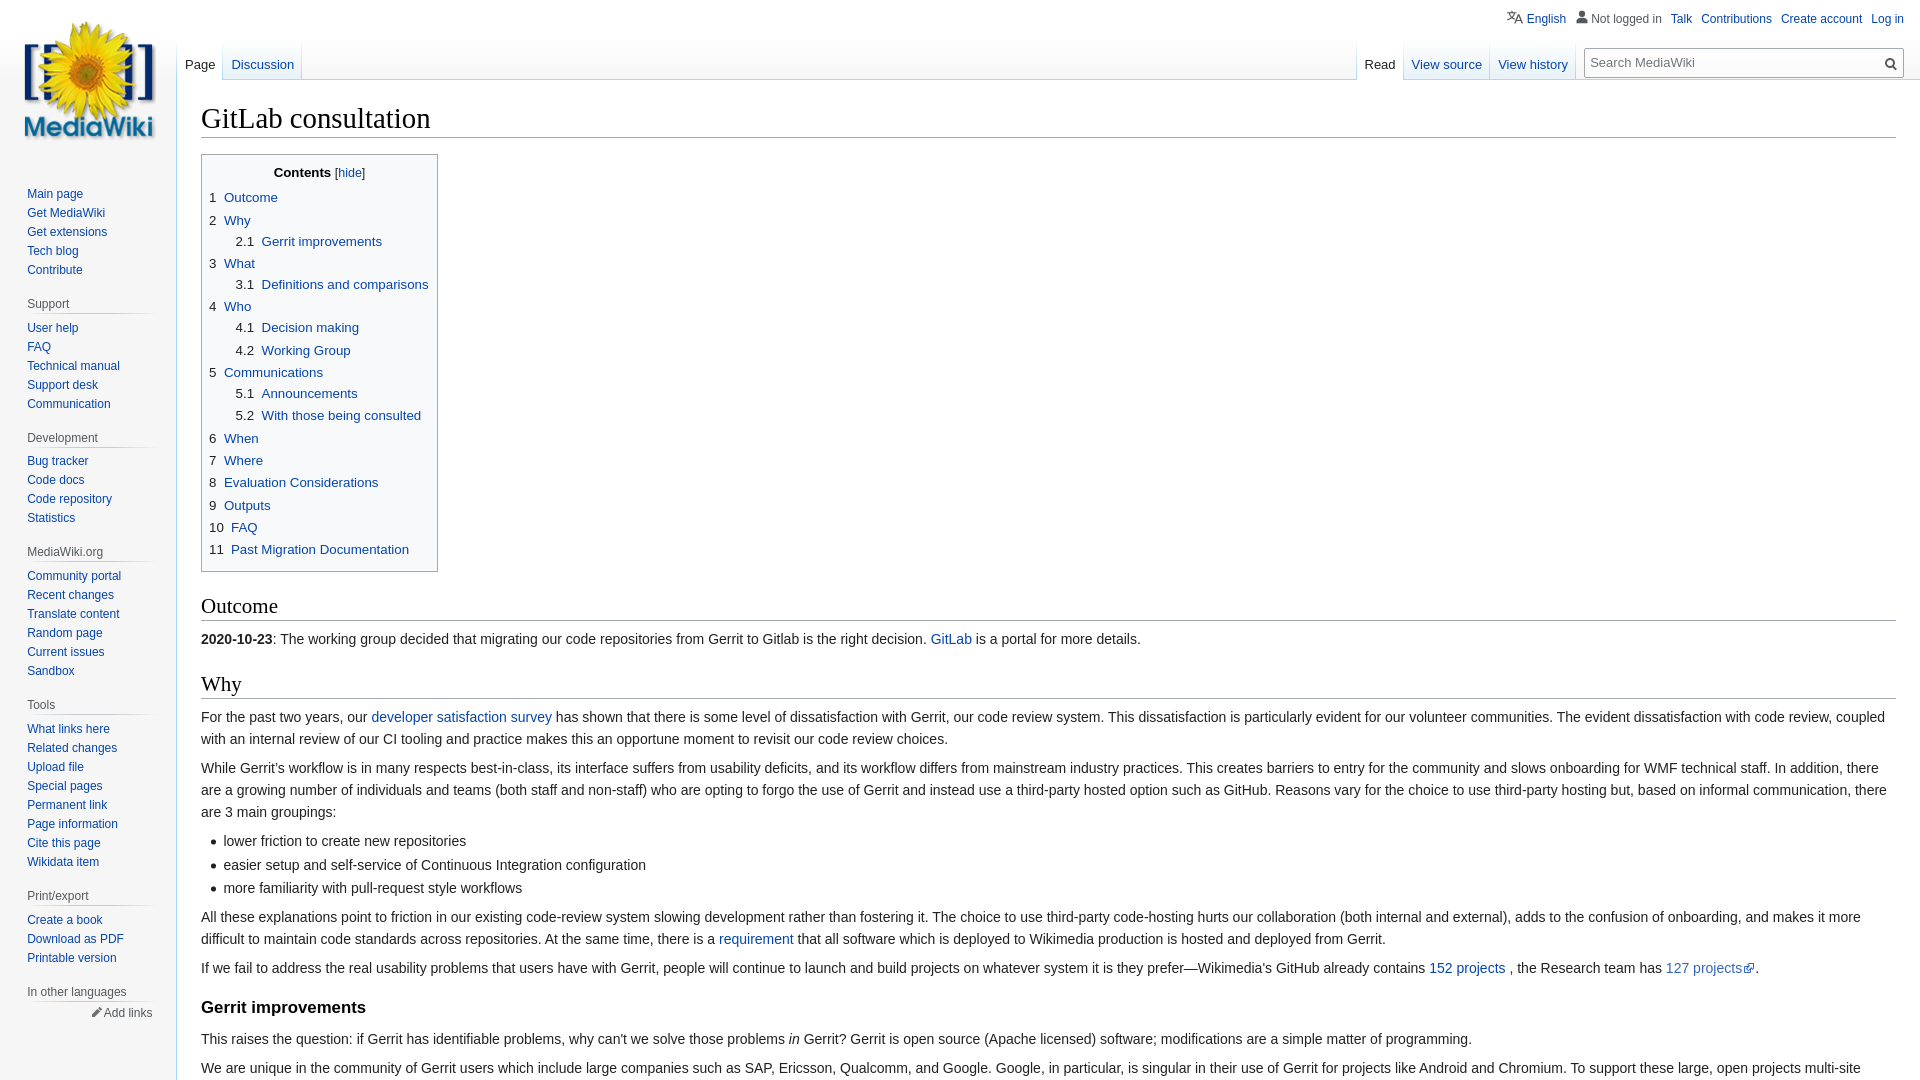 English Not logged in Talk Contributions Create account Log in
MediaWiki
Page Discussion Read View source View history Search MediaWiki
Main page
Get MediaWiki
Get extensions
Tech blog
Contribute
Support
User help
FAQ
Technical manual
Support desk
Communication
Development
Bug tracker
Code docs
Code repository
Statistics
MediaWiki.org
Community portal
Recent changes
Translate content
Random page
Current issues
Sandbox
Tools
What links here
Related changes
Upload file
Special pages
Permanent link
Page information
Cite this page
Wikidata item
Print/export
Create a book
Download as PDF
Printable version
In other languages
Add links
GitLab consultation
Contents [hide]
1 Outcome
2 Why
2.1 Gerrit improvements
3 What
3.1 Definitions and comparisons
4 Who
4.1 Decision making
4.2 Working Group
5 Communications
5.1 Announcements
5.2 With those being consulted
6 When
7 Where
8 Evaluation Considerations
9 Outputs
10 FAQ
11 Past Migration Documentation
Outcome
2020-10-23: The working group decided that migrating our code repositories from Gerrit to Gitlab is the right decision. GitLab is a portal for more details.
Why
For the past two years, our developer satisfaction survey has shown that there is some level of dissatisfaction with Gerrit, our code review system. This dissatisfaction is particularly evident for our volunteer communities. The evident dissatisfaction with code review, coupled
with an internal review of our CI tooling and practice makes this an opportune moment to revisit our code review choices.
While Gerrit’s workflow is in many respects best-in-class, its interface suffers from usability deficits, and its workflow differs from mainstream industry practices. This creates barriers to entry for the community and slows onboarding for WMF technical staff. In addition, there
are a growing number of individuals and teams (both staff and non-staff) who are opting to forgo the use of Gerrit and instead use a third-party hosted option such as GitHub. Reasons vary for the choice to use third-party hosting but, based on informal communication, there
are 3 main groupings:
• lower friction to create new repositories
• easier setup and self-service of Continuous Integration configuration
• more familiarity with pull-request style workflows
All these explanations point to friction in our existing code-review system slowing development rather than fostering it. The choice to use third-party code-hosting hurts our collaboration (both internal and external), adds to the confusion of onboarding, and makes it more
difficult to maintain code standards across repositories. At the same time, there is a requirement that all software which is deployed to Wikimedia production is hosted and deployed from Gerrit.
If we fail to address the real usability problems that users have with Gerrit, people will continue to launch and build projects on whatever system it is they prefer—Wikimedia's GitHub already contains 152 projects , the Research team has 127 projects.
Gerrit improvements
This raises the question: if Gerrit has identifiable problems, why can't we solve those problems in Gerrit? Gerrit is open source (Apache licensed) software; modifications are a simple matter of programming.
We are unique in the community of Gerrit users which include large companies such as SAP, Ericsson, Qualcomm, and Google. Google, in particular, is singular in their use of Gerrit for projects like Android and Chromium. To support these large, open projects multi-site